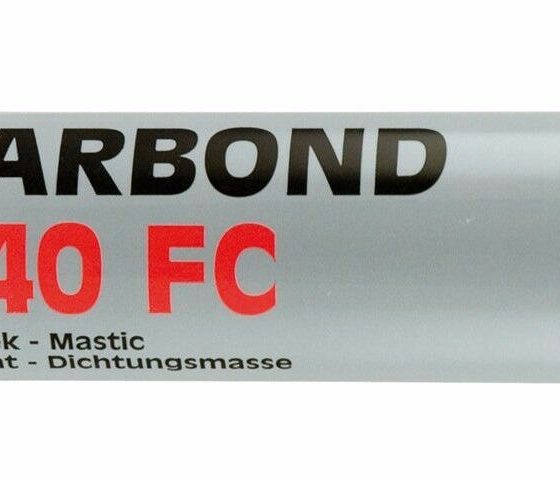 ARBOND
40 FC
k - Mastic
nt - Dichtungsmasse